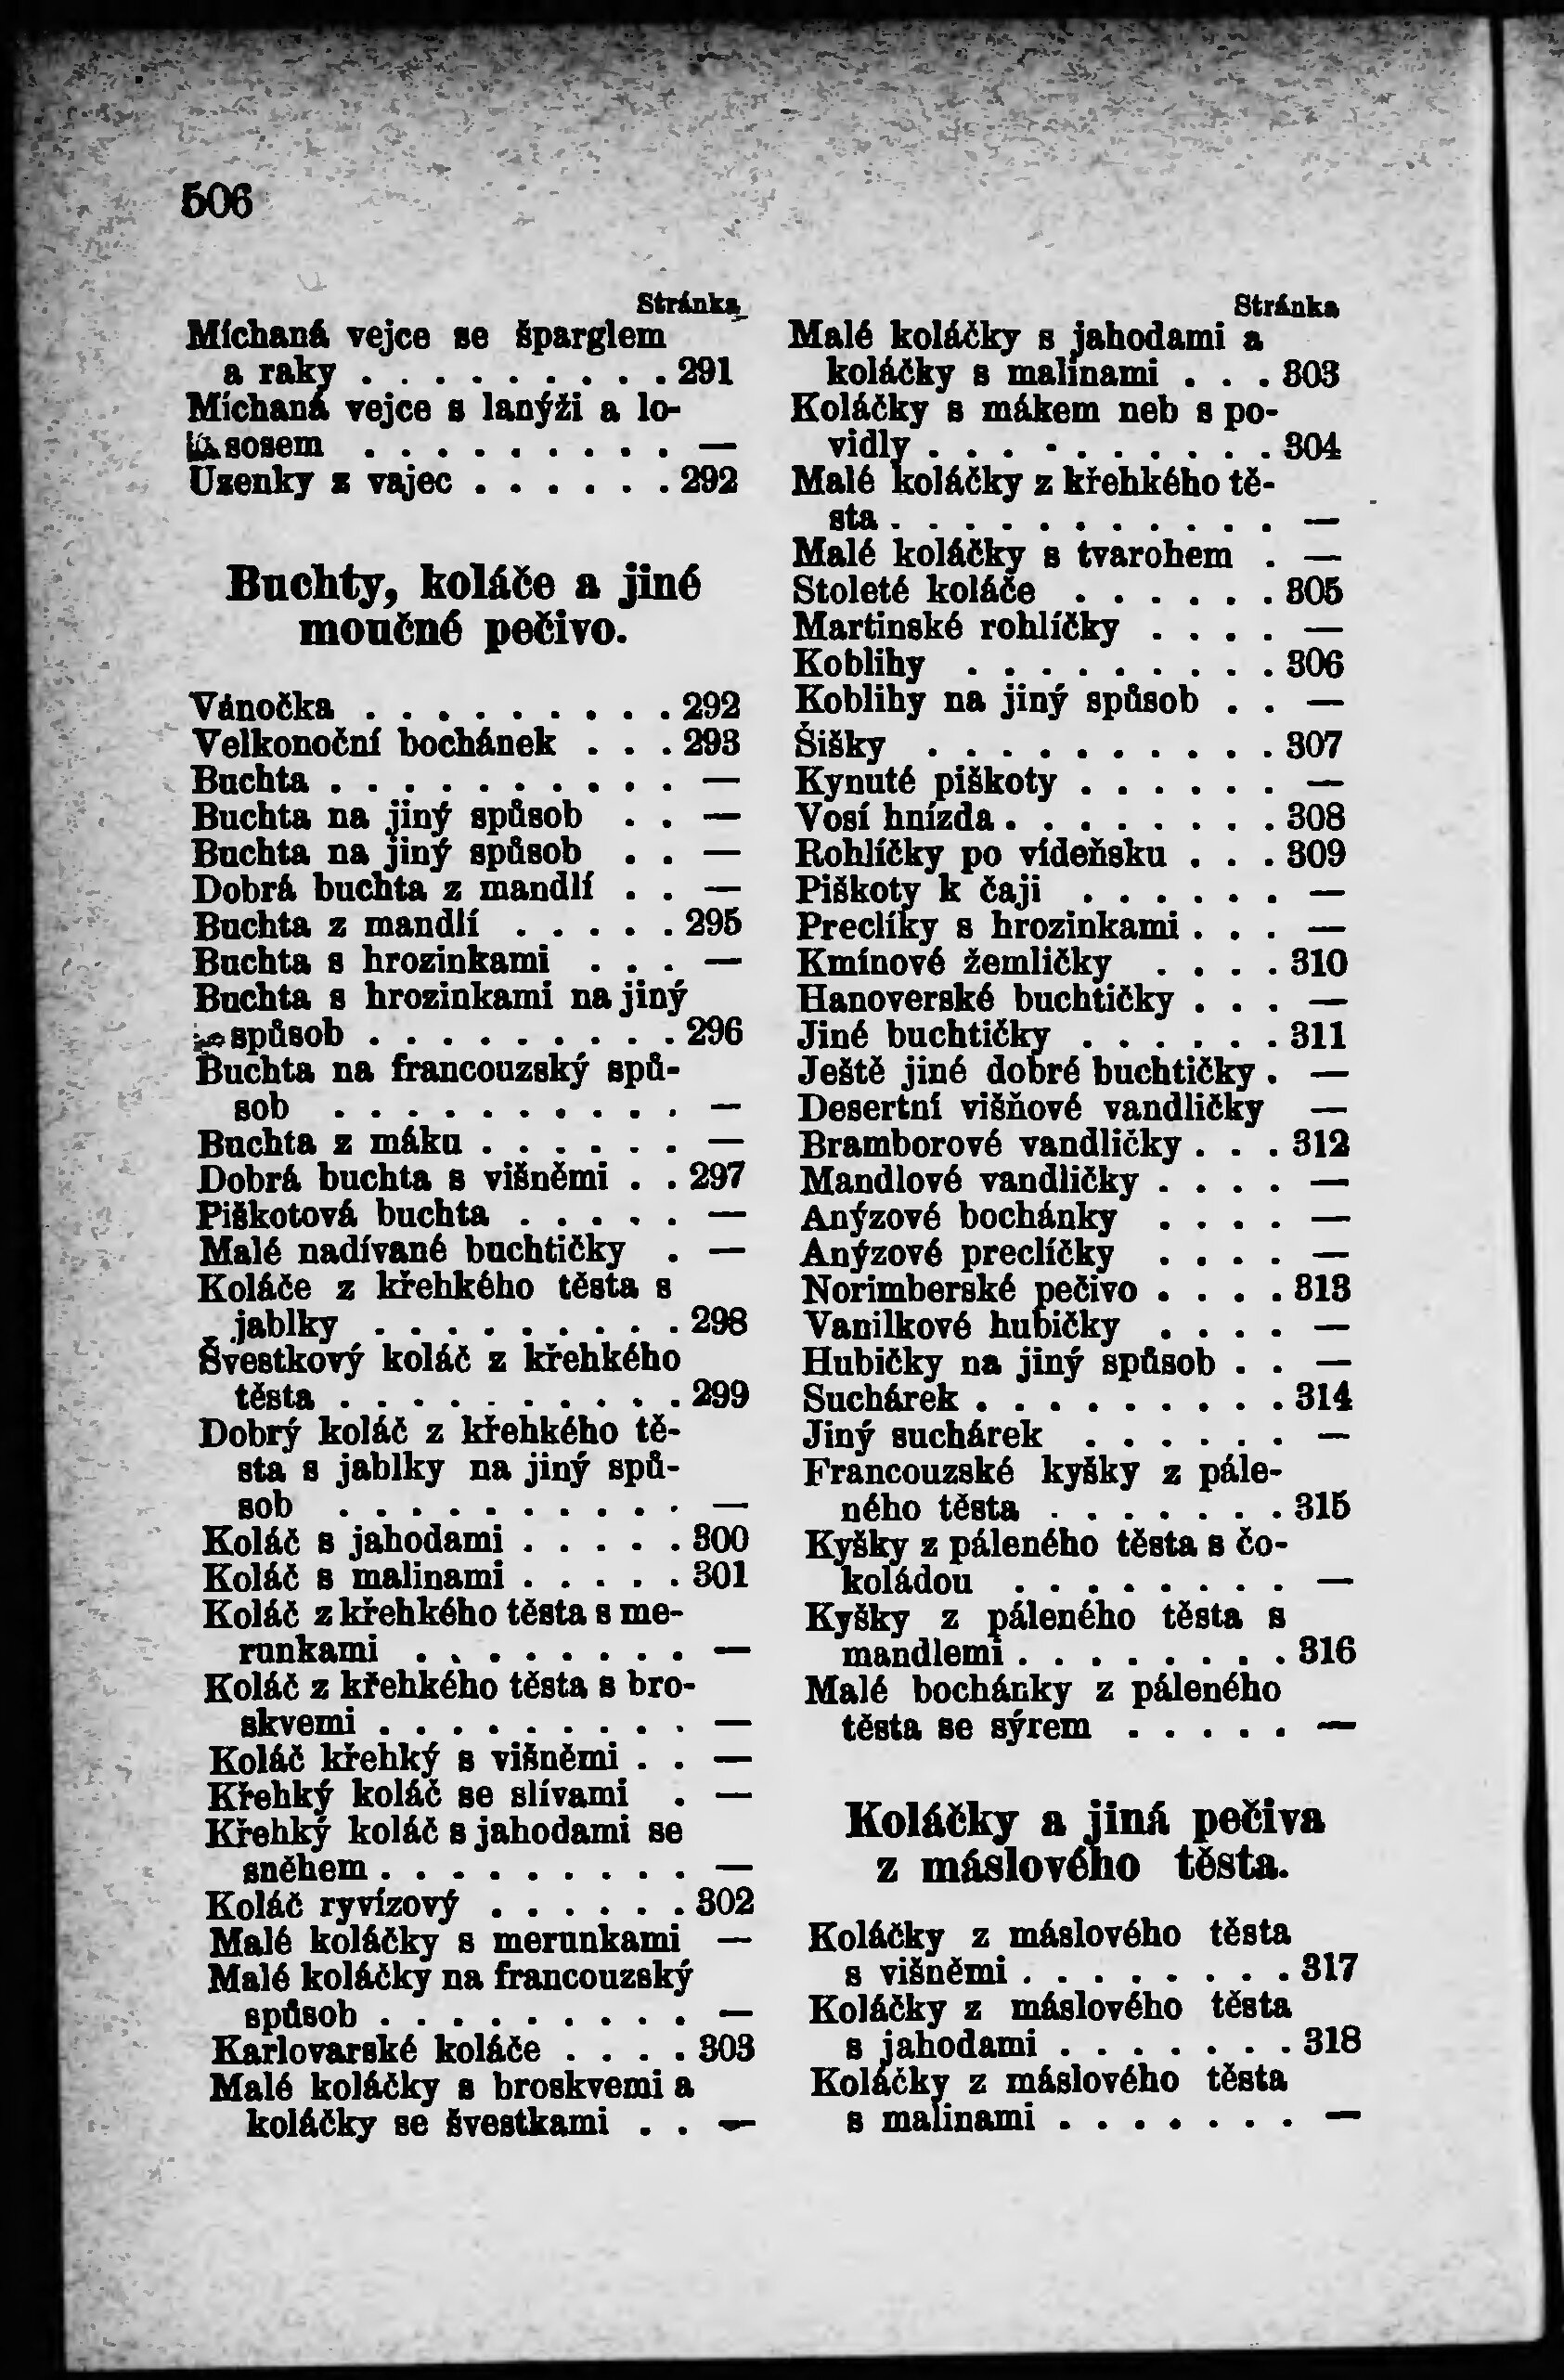 506
Stránka
Míchaná vejce se šparglem
a raky . . . . . . . . . 291
Míchaná vejce s lanýži a lo-
sosem . . . . . . . . . —
Uzenky z vajec . . . . . . 292
Buchty, koláče a jiné
moučné pečivo.
Vánočka . . . . . . . . . 292
Velkonoční bochánek . . . 293
Buchta . . . . . . . . . . —
Buchta na jiný spůsob . . —
Buchta na jiný spůsob . . —
Dobrá buchta z mandlí . . —
Buchta z mandlí . . . . . 295
Buchta s hrozinkami . . . —
Buchta s hrozinkami na jiný
spůsob . . . . . . . . . 296
Buchta na francouzský spů-
sob . . . . . . . . . . —
Buchta z máku . . . . . . —
Dobrá buchta s višněmi . . 297
Piškotová buchta . . . . . —
Malé nadívané buchtičky . —
Koláče z křehkého těsta s
jablky . . . . . . . . . 298
Švestkový koláč z křehkého
těsta . . . . . . . . . . 299
Dobrý koláč z křehkého tě-
sta s jablky na jiný spů-
sob . . . . . . . . . . —
Koláč s jahodami . . . . . 300
Koláč s malinami . . . . . 301
Koláč z křehkého těsta s me-
runkami . . . . . . . . —
Koláč z křehkého těsta s bro-
skvemi . . . . . . . . . —
Koláč křehký s višněmi . . —
Křehký koláč se slívami . —
Křehký koláč s jahodami se
sněhem . . . . . . . . . —
Koláč ryvízový . . . . . . 302
Malé koláčky s merunkami —
Malé koláčky na francouzský
spůsob . . . . . . . . . —
Karlovarské koláče . . . . 303
Malé koláčky s broskvemi a
koláčky se švestkami . . —
Stránka
Malé koláčky s jahodami a
koláčky s malinami . . . 303
Koláčky s mákem neb s po-
vidly . . . . . . . . . . 304
Malé koláčky z křehkého tě-
sta . . . . . . . . . . . —
Malé koláčky s tvarohem . —
Stoleté koláče . . . . . . 305
Martinské rohlíčky . . . . —
Koblihy . . . . . . . . . 306
Koblihy na jiný spůsob . . —
Šišky . . . . . . . . . . 307
Kynuté piškoty . . . . . . —
Vosí hnízda . . . . . . . . 308
Rohlíčky po vídeňsku . . . 309
Piškoty k čaji . . . . . . —
Preclíky s hrozinkami . . . —
Kmínové žemličky . . . . 310
Hanoverské buchtičky . . . —
Jiné buchtičky . . . . . . 311
Ještě jiné dobré buchtičky . —
Desertní višňové vandličky —
Bramborové vandličky . . . 312
Mandlové vandličky . . . . —
Anýzové bochánky . . . . —
Anýzové preclíčky . . . . —
Norimberské pečivo . . . . 313
Vanilkové hubičky . . . . —
Hubičky na jiný spůsob . . —
Suchárek . . . . . . . . . 314
Jiný suchárek . . . . . . —
Francouzské kyšky z pále-
ného těsta . . . . . . . 315
Kyšky z páleného těsta s čo-
koládou . . . . . . . . —
Kyšky z páleného těsta s
mandlemi . . . . . . . . 316
Malé bochánky z páleného
těsta se sýrem . . . . . —
Koláčky a jiná pečiva
z máslového těsta.
Koláčky z máslového těsta
s višněmi . . . . . . . . 317
Koláčky z máslového těsta
s jahodami . . . . . . . 318
Koláčky z máslového těsta
s malinami . . . . . . . —